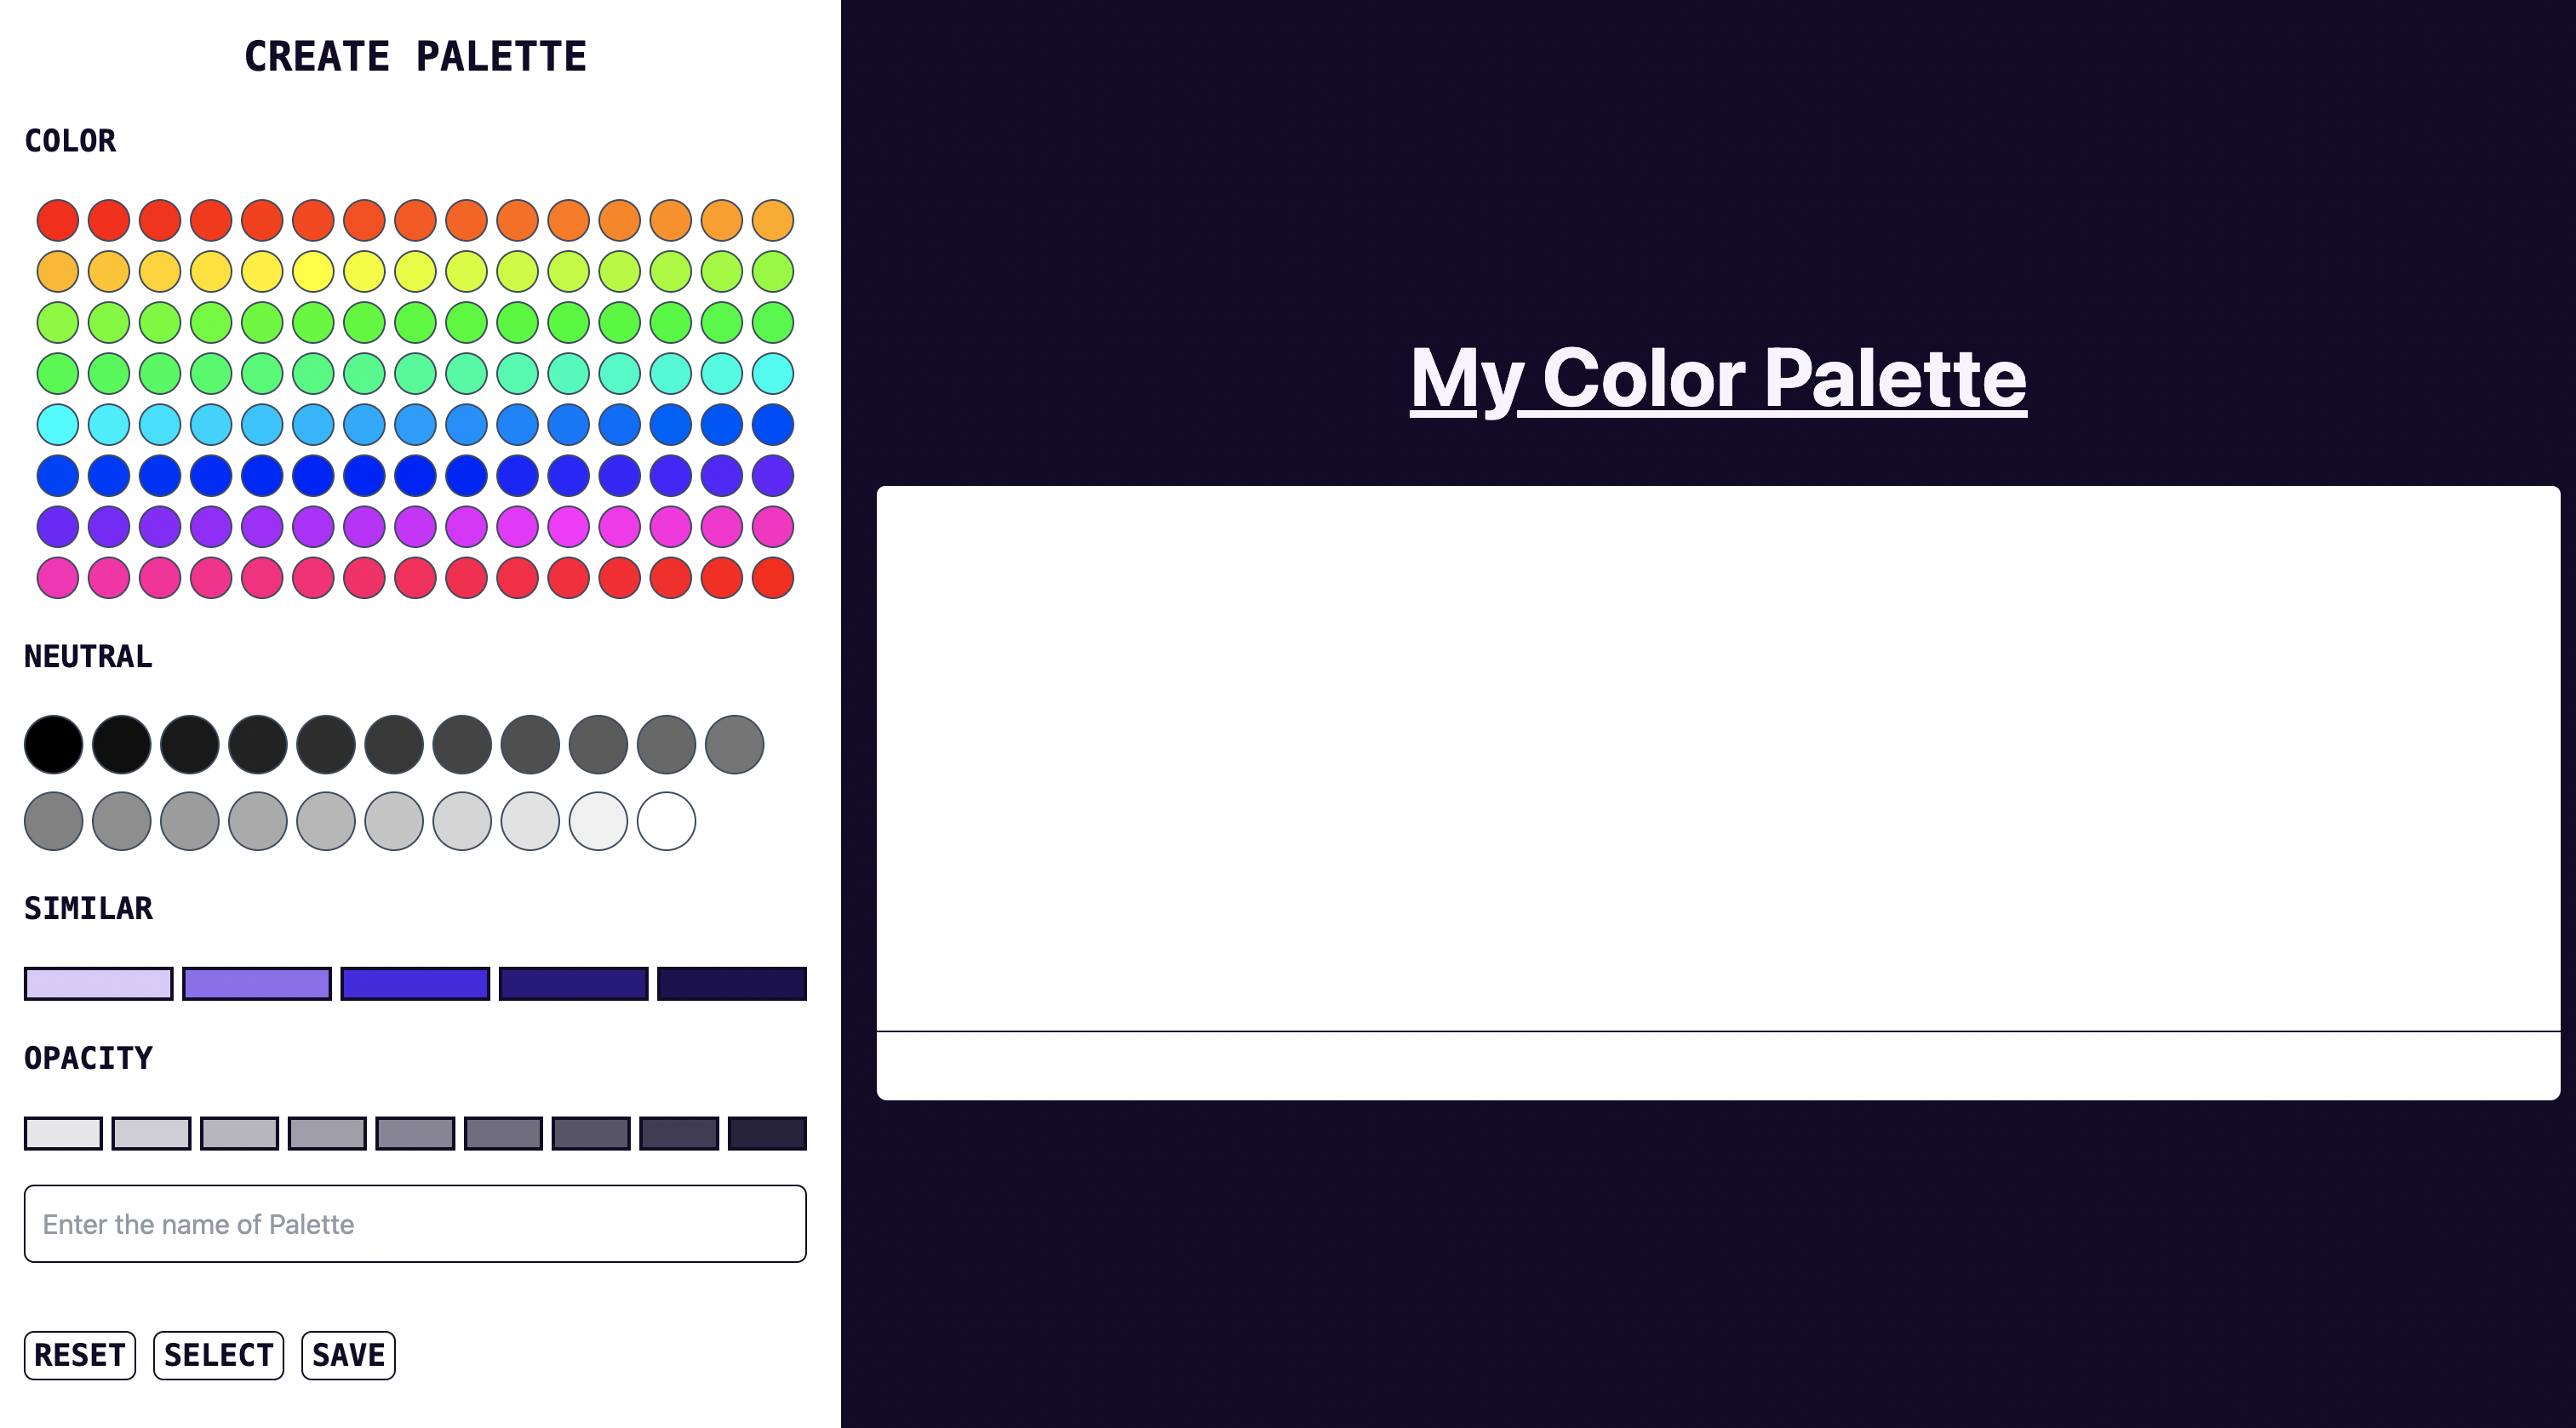 CREATE PALETTE
COLOR
NEUTRAL
SIMILAR
OPACITY
Enter the name of Palette
RESET SELECT SAVE
My Color Palette